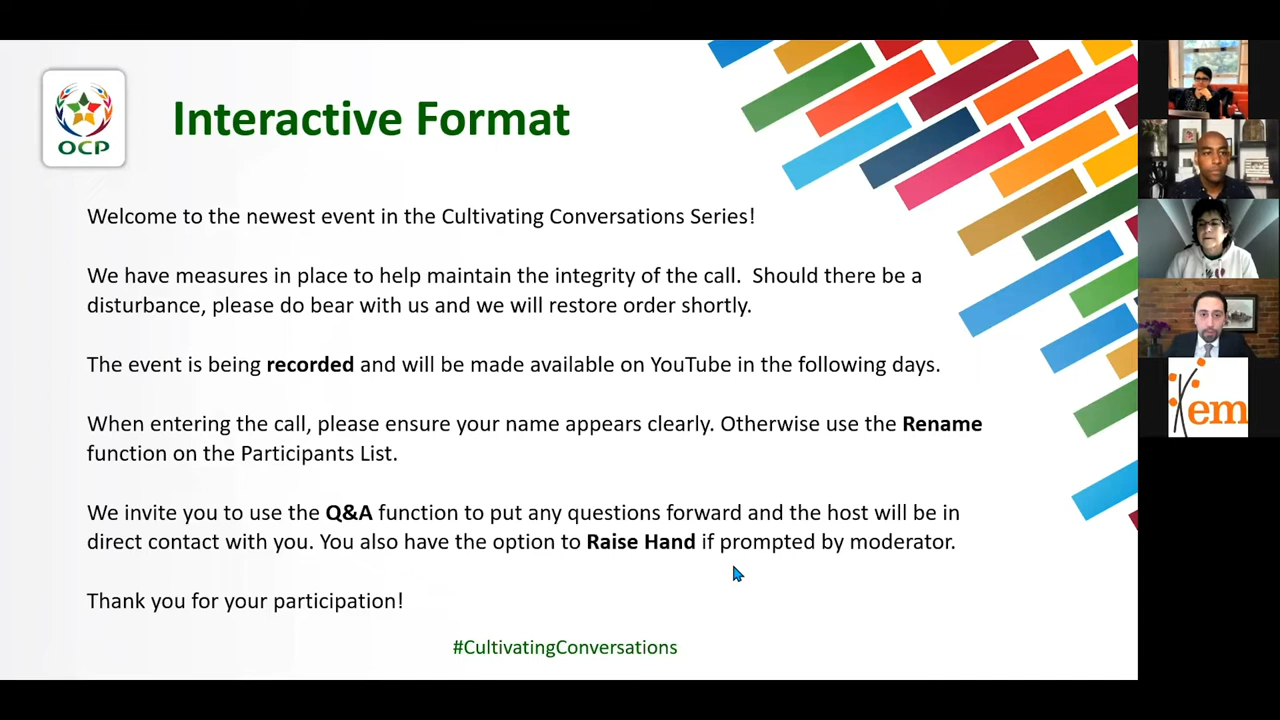 OCP
Interactive Format
Welcome to the newest event in the Cultivating Conversations Series!
We have measures in place to help maintain the integrity of the call. Should there be a
disturbance, please do bear with us and we will restore order shortly.
The event is being recorded and will be made available on YouTube in the following days.
When entering the call, please ensure your name appears clearly. Otherwise use the Rename
function on the Participants List.
We invite you to use the Q&A function to put any questions forward and the host will be in
direct contact with you. You also have the option to Raise Hand if prompted by moderator.
Thank you for your participation!
#CultivatingConversations
em